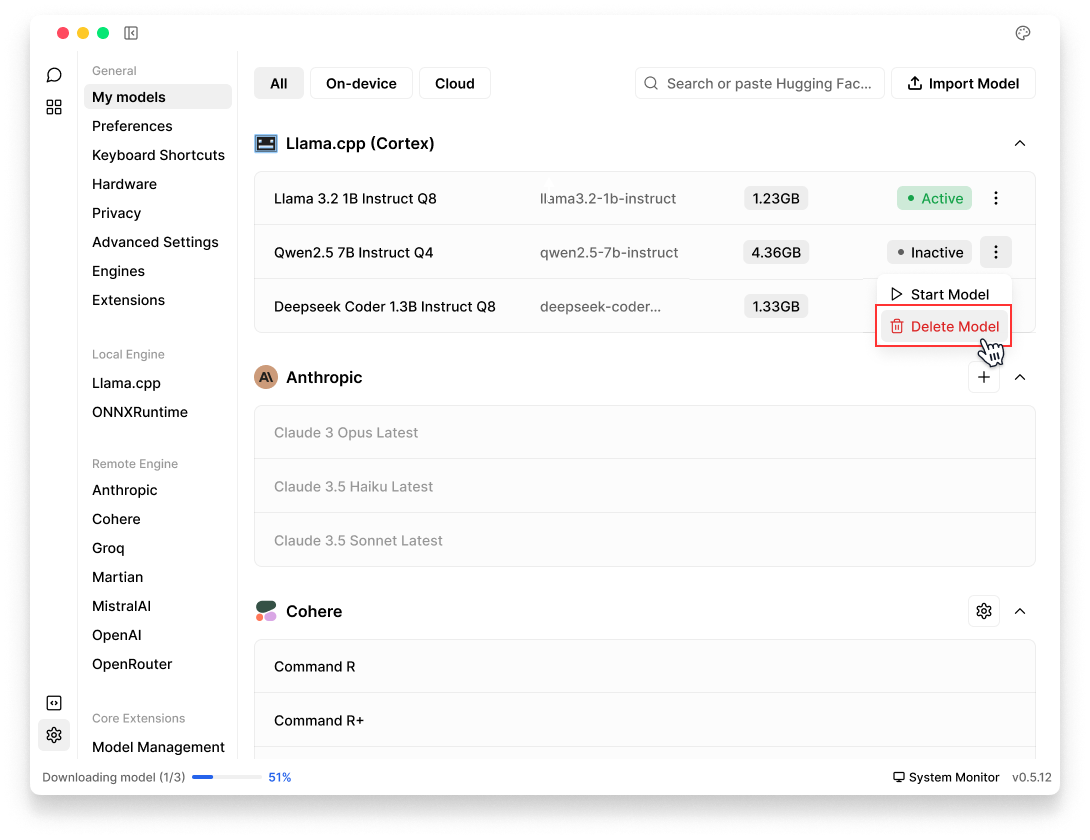 General
My models
Preferences
Keyboard Shortcuts
Hardware
Privacy
Advanced Settings
Engines
Extensions
Local Engine
Llama.cpp
ONNXRuntime
Remote Engine
Anthropic
Cohere
Groq
Martian
MistralAI
OpenAI
OpenRouter
Core Extensions
Model Management
All On-device Cloud Search or paste Hugging Fac... Import Model
Llama.cpp (Cortex)
Llama 3.2 1B Instruct Q8 llama3.2-1b-instruct 1.23GB Active
Qwen2.5 7B Instruct Q4 qwen2.5-7b-instruct 4.36GB Inactive
Start Model
Deepseek Coder 1.3B Instruct Q8 deepseek-coder... 1.33GB
Delete Model
Anthropic
Claude 3 Opus Latest
Claude 3.5 Haiku Latest
Claude 3.5 Sonnet Latest
Cohere
Command R
Command R+
Downloading model (1/3) 51% System Monitor v0.5.12